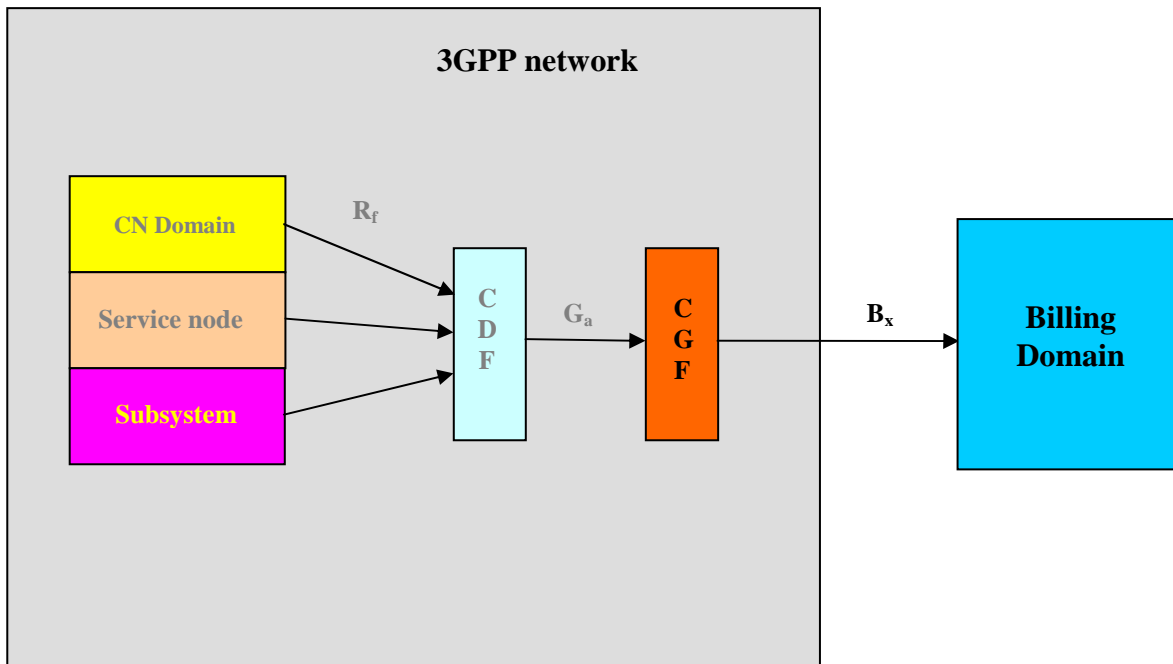 3GPP network
CN Domain
Service node
Subsystem
Rf
C
D
F
Ga
C
G
F
Bx
Billing
Domain